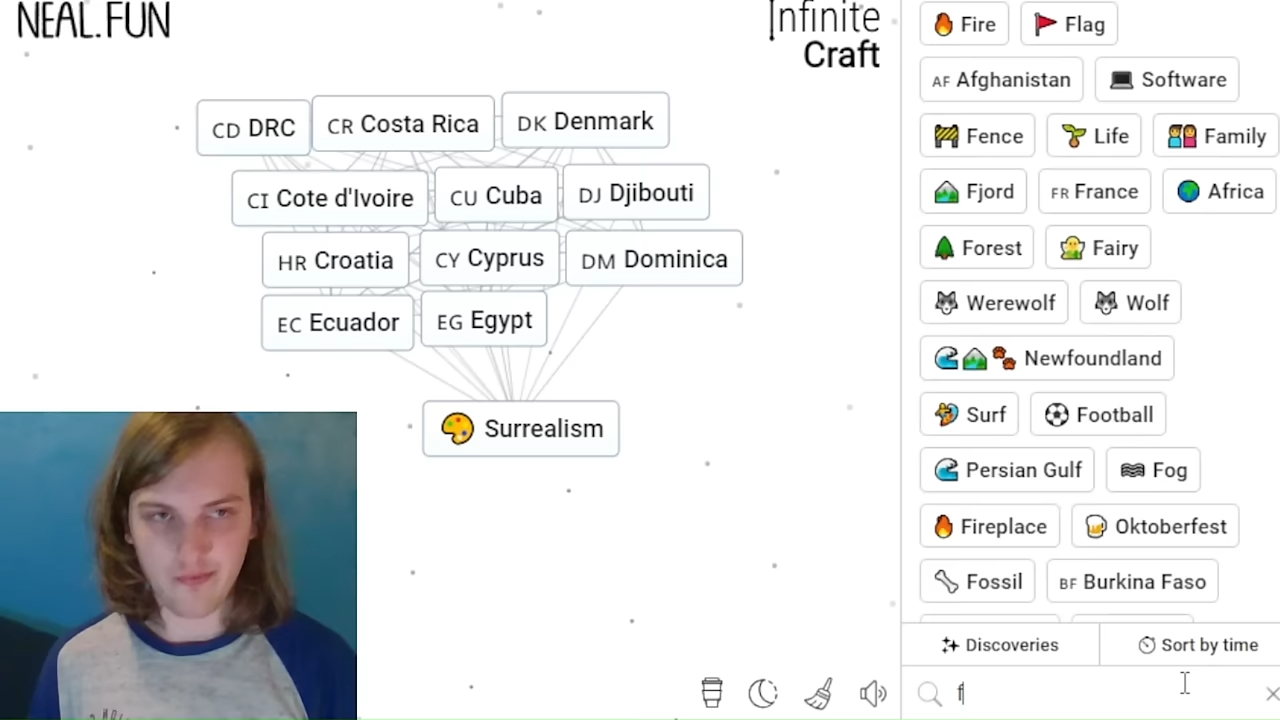 NEAL.FUN
Infinite
Craft
CD DRC
CR Costa Rica
DK Denmark
CI Cote d'Ivoire
CU Cuba
DJ Djibouti
HR Croatia
CY Cyprus
DM Dominica
EC Ecuador
EG Egypt
Surrealism
Fire
Flag
AF Afghanistan
Software
Fence
Life
Family
Fjord
FR France
Africa
Forest
Fairy
Werewolf
Wolf
Newfoundland
Surf
Football
Persian Gulf
Fog
Fireplace
Oktoberfest
Fossil
BF Burkina Faso
Discoveries
Sort by time
f